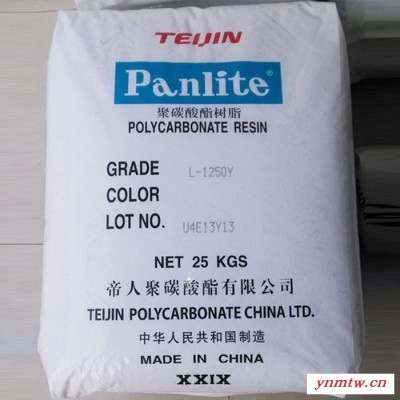 TEIJIN
Panlite®
聚碳酸酯树脂
POLYCARBONATE RESIN
GRADE L-1250Y
COLOR
LOT NO. U4E13Y13
NET 25 KGS
帝人聚碳酸酯有限公司
TEIJIN POLYCARBONATE CHINA LTD.
中华人民共和国制造
MADE IN CHINA
XXIX
ynmtw.cn